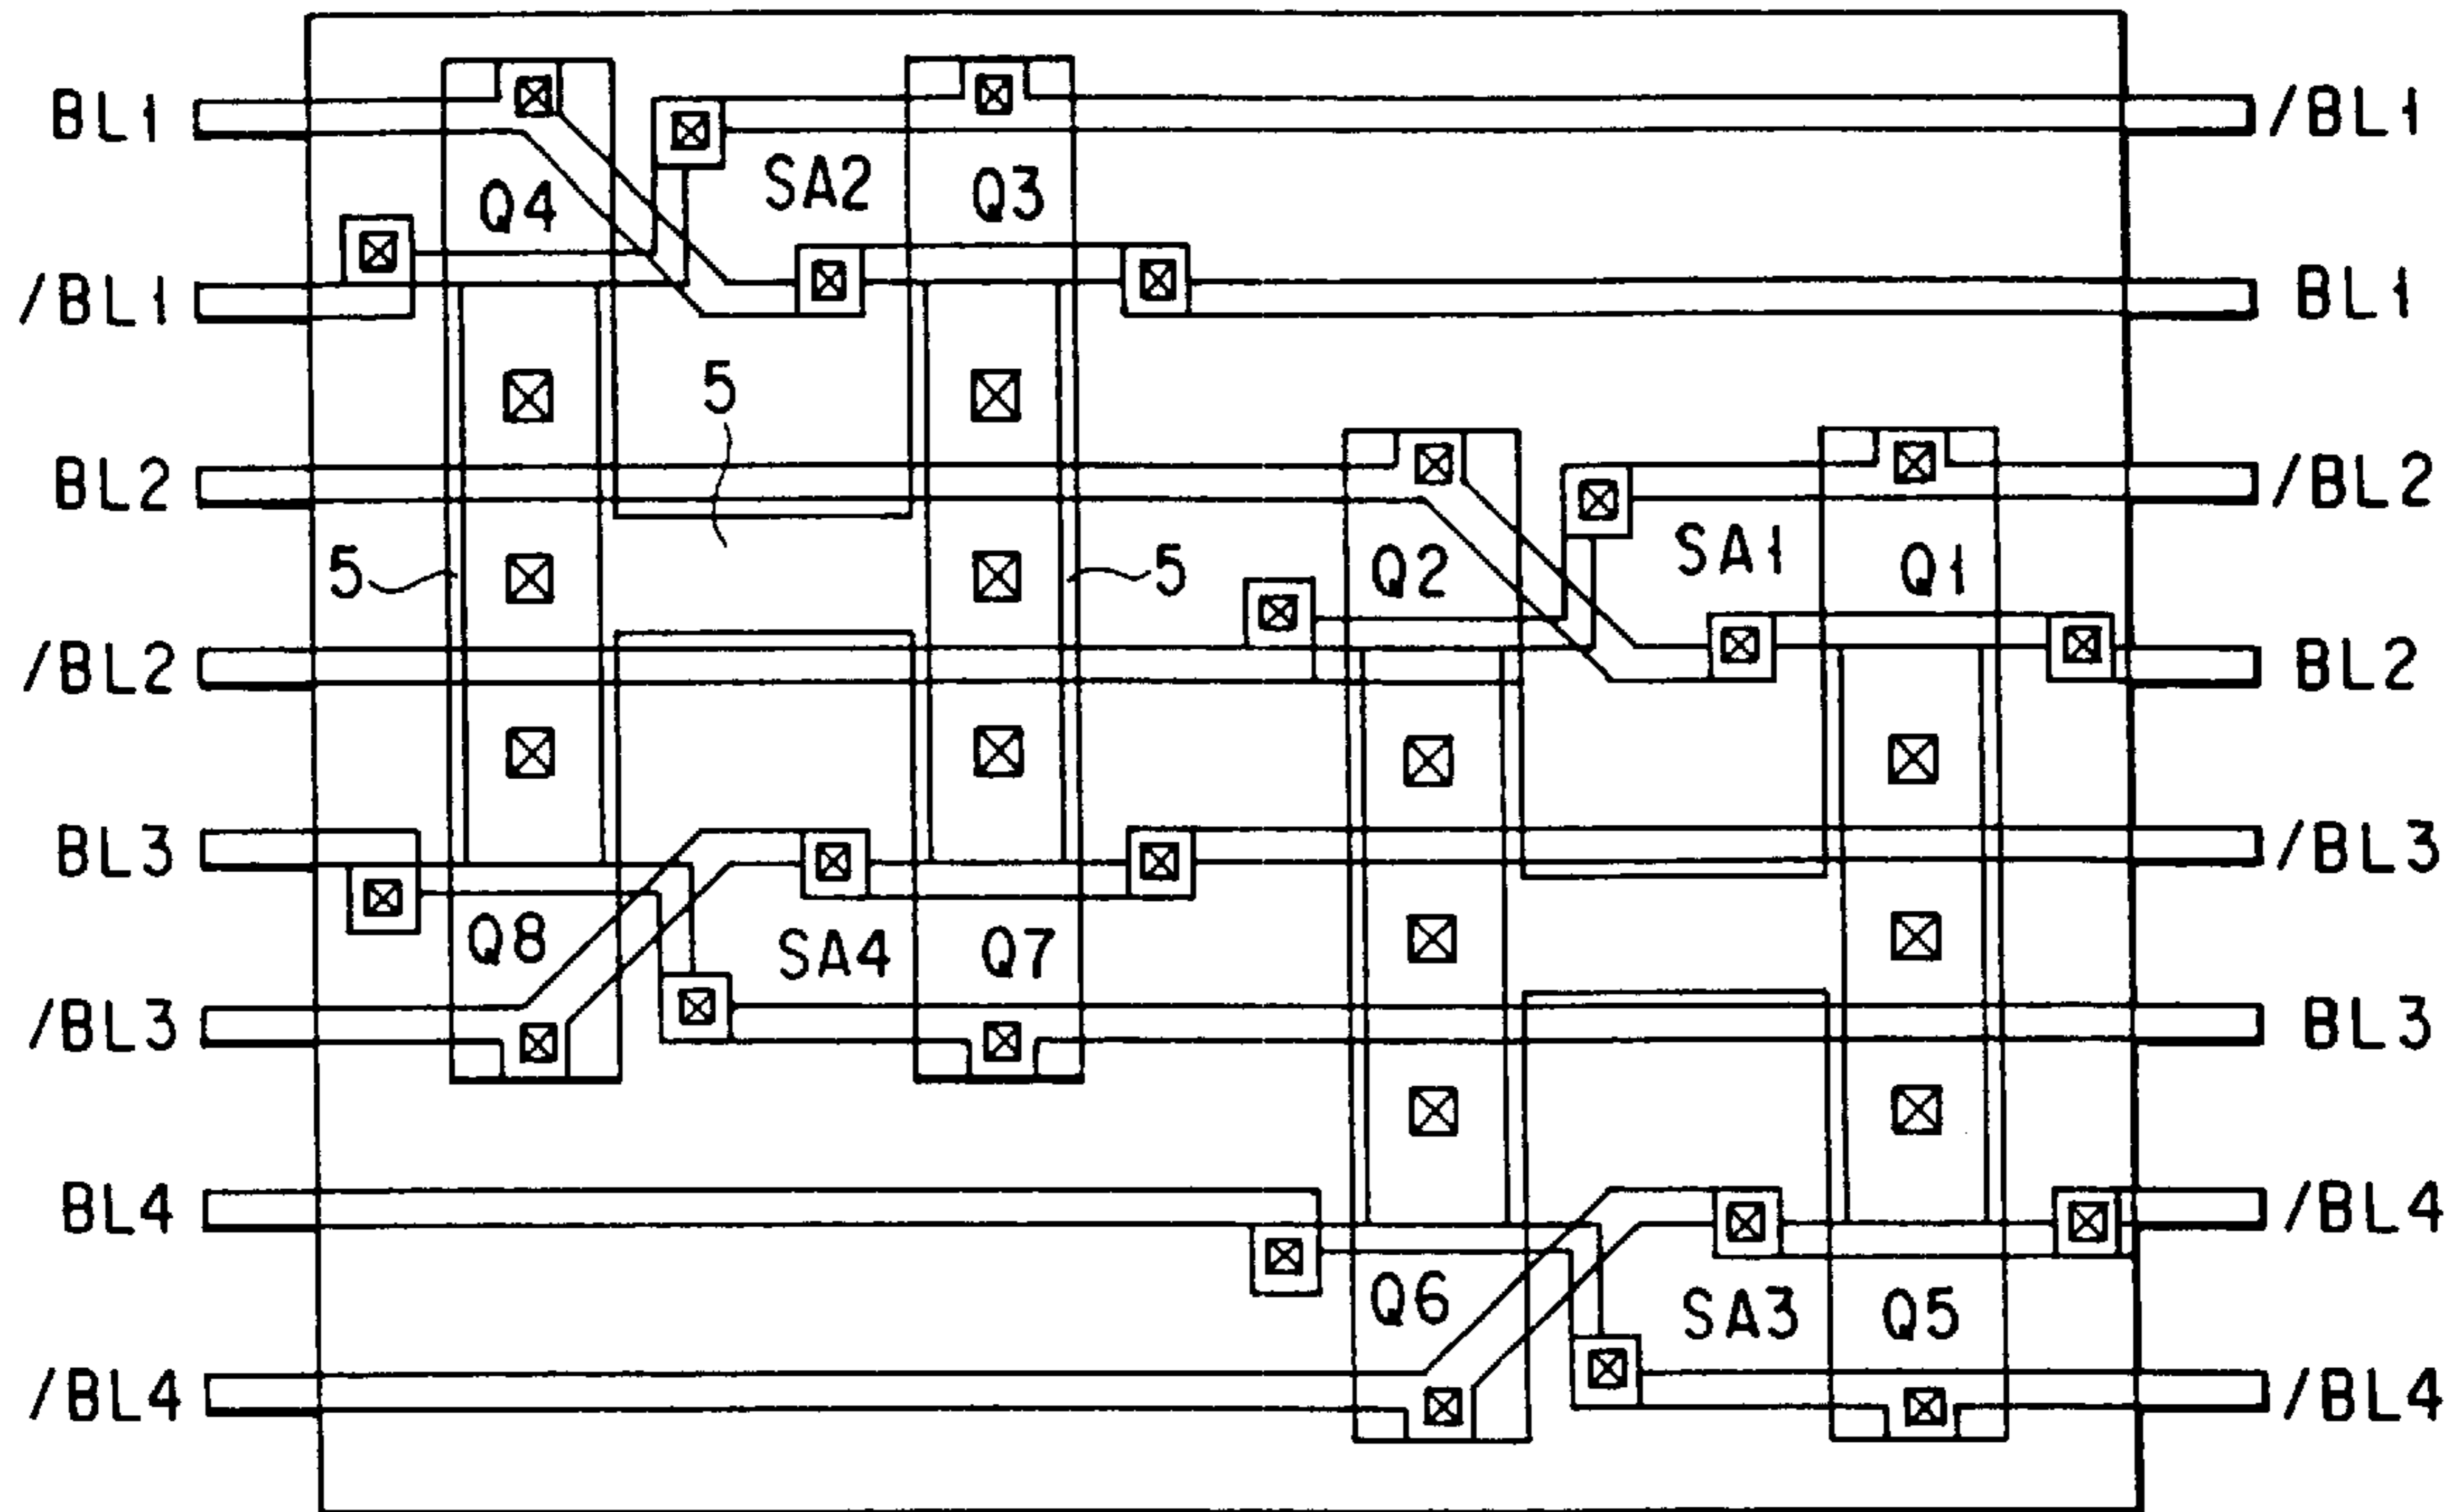 BL1 /BL1
SA2 Q3
Q4
/BL1 BL1
5
BL2 /BL2
SA1 Q1
5 5 Q2
/BL2 BL2
BL3 /BL3
Q8 SA4 Q7
/BL3 BL3
BL4 /BL4
Q6 SA3 Q5
/BL4 /BL4